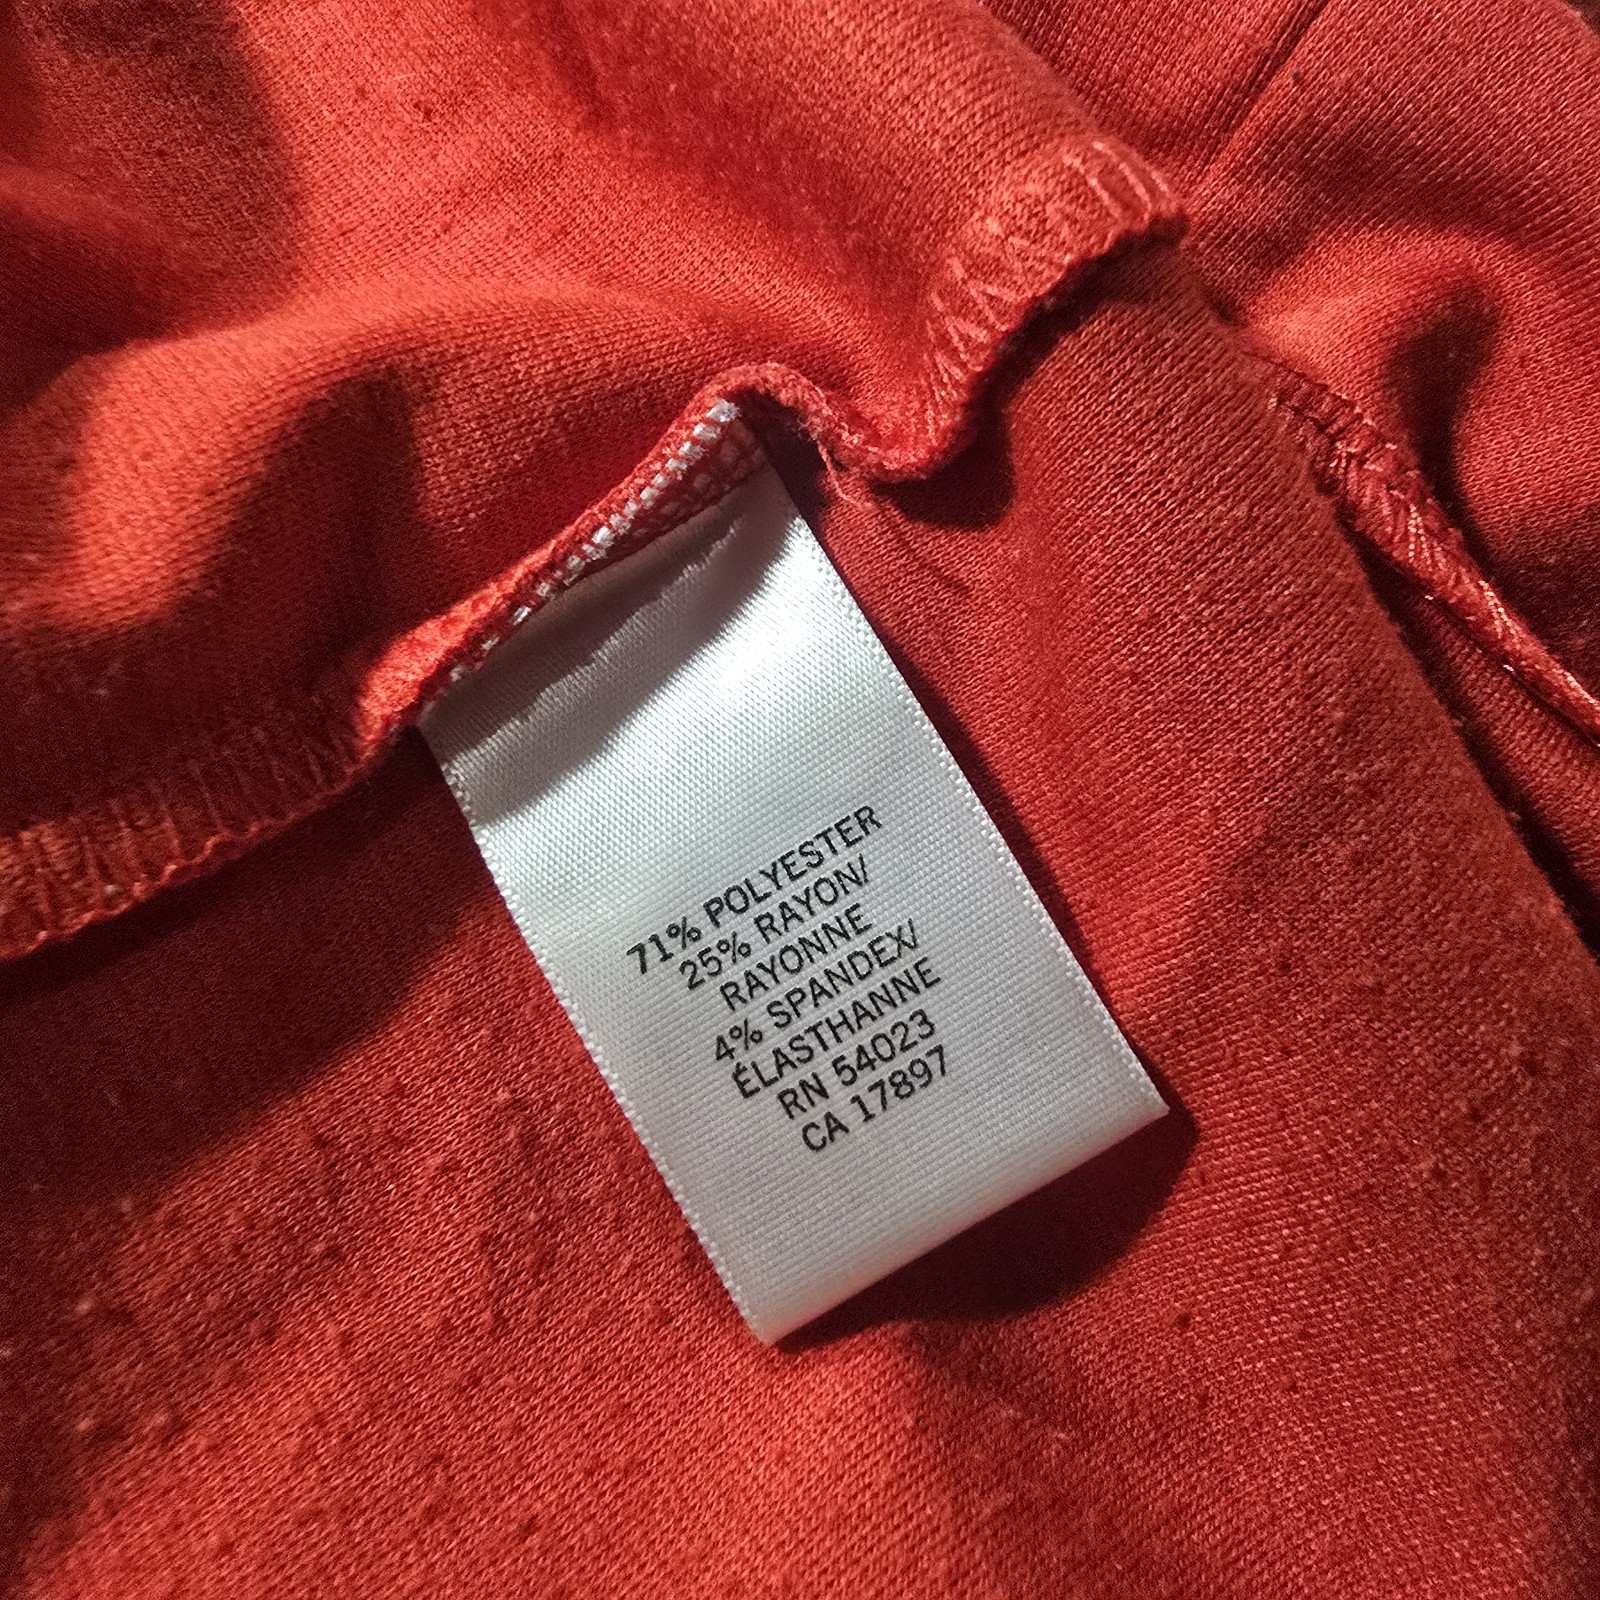 71% POLYESTER
25% RAYON/
RAYONNE
4% SPANDEX/
ÉLASTHANNE
RN 54023
CA 17897